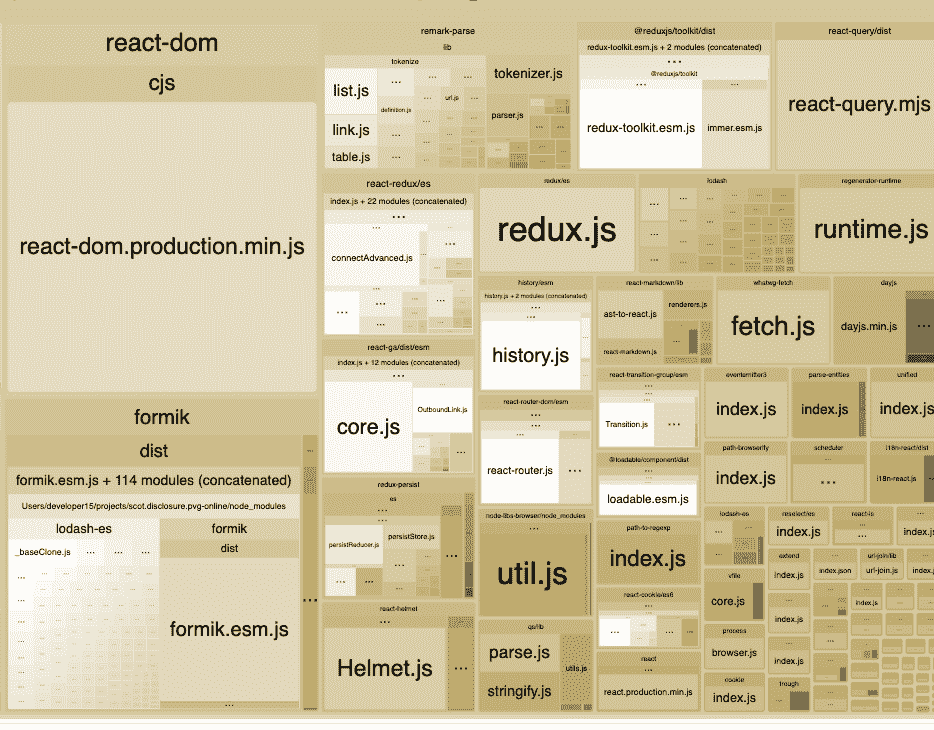 react-dom
cjs
react-dom.production.min.js
formik
dist
formik.esm.js + 114 modules (concatenated)
Users/developer15/projects/scot.disclosure.pvg-online/node_modules
lodash-es
_baseClone.js
formik
dist
formik.esm.js
remark-parse
lib
tokenize
list.js
link.js
table.js
definition.js
url.js
tokenizer.js
parser.js
@reduxjs/toolkit/dist
redux-toolkit.esm.js + 2 modules (concatenated)
@reduxjs/toolkit
redux-toolkit.esm.js
immer.esm.js
react-query/dist
react-query.mjs
react-redux/es
index.js + 22 modules (concatenated)
connectAdvanced.js
redux/es
redux.js
lodash
regenerator-runtime
runtime.js
react-ga/dist/esm
index.js + 12 modules (concatenated)
core.js
OutboundLink.js
history/esm
history.js + 2 modules (concatenated)
history.js
react-markdown/lib
ast-to-react.js
renderers.js
react-markdown.js
whatwg-fetch
fetch.js
dayjs
dayjs.min.js
redux-persist
es
persistReducer.js
persistStore.js
react-router-dom/esm
react-router.js
react-transition-group/esm
Transition.js
eventemitter3
index.js
parse-entities
index.js
unified
index.js
path-browserify
index.js
scheduler
i18n-react/dist
i18n-react.js
@loadable/component/dist
loadable.esm.js
react-helmet
Helmet.js
node-libs-browser/node_modules
util.js
path-to-regexp
index.js
lodash-es
reselect/es
index.js
react-is
index.j
extend
index.js
index.json
url-join/lib
url-join.js
index.j
vfile
core.js
index.js
index.js
react-cookie/es6
qs/lib
parse.js
stringify.js
utils.js
react
react.production.min.js
process
browser.js
index.js
cookie
index.js
trough